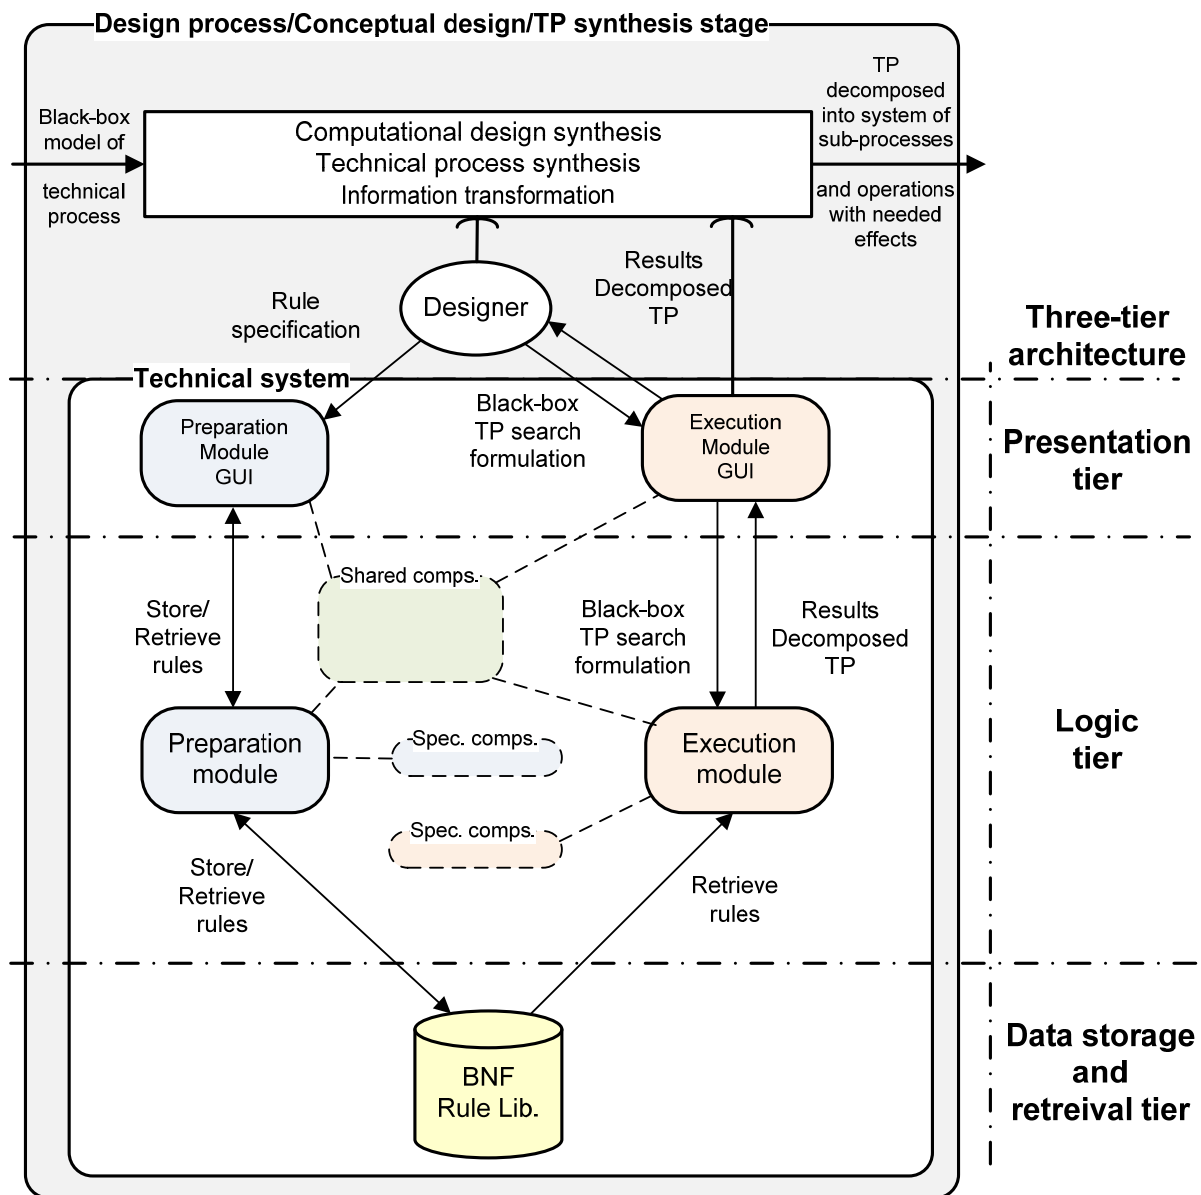 Design process/Conceptual design/TP synthesis stage
Black-box
model of
technical
process
Computational design synthesis
Technical process synthesis
Information transformation
TP
decomposed
into system of
sub-processes
and operations
with needed
effects
Rule
specification
Designer
Results
Decomposed
TP
Three-tier
architecture
Technical system
Preparation
Module
GUI
Black-box
TP search
formulation
Execution
Module
GUI
Presentation
tier
Shared comps.
Store/
Retrieve
rules
Black-box
TP search
formulation
Results
Decomposed
TP
Preparation
module
Spec. comps.
Execution
module
Logic
tier
Spec. comps.
Store/
Retrieve
rules
Retrieve
rules
BNF
Rule Lib.
Data storage
and
retreival tier